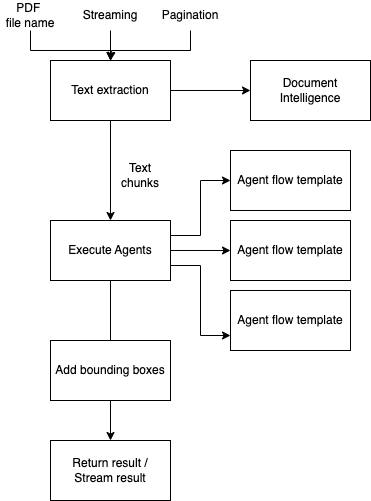 PDF
file name
Streaming
Pagination
Text extraction
Document
Intelligence
Text
chunks
Agent flow template
Execute Agents
Agent flow template
Agent flow template
Add bounding boxes
Return result /
Stream result